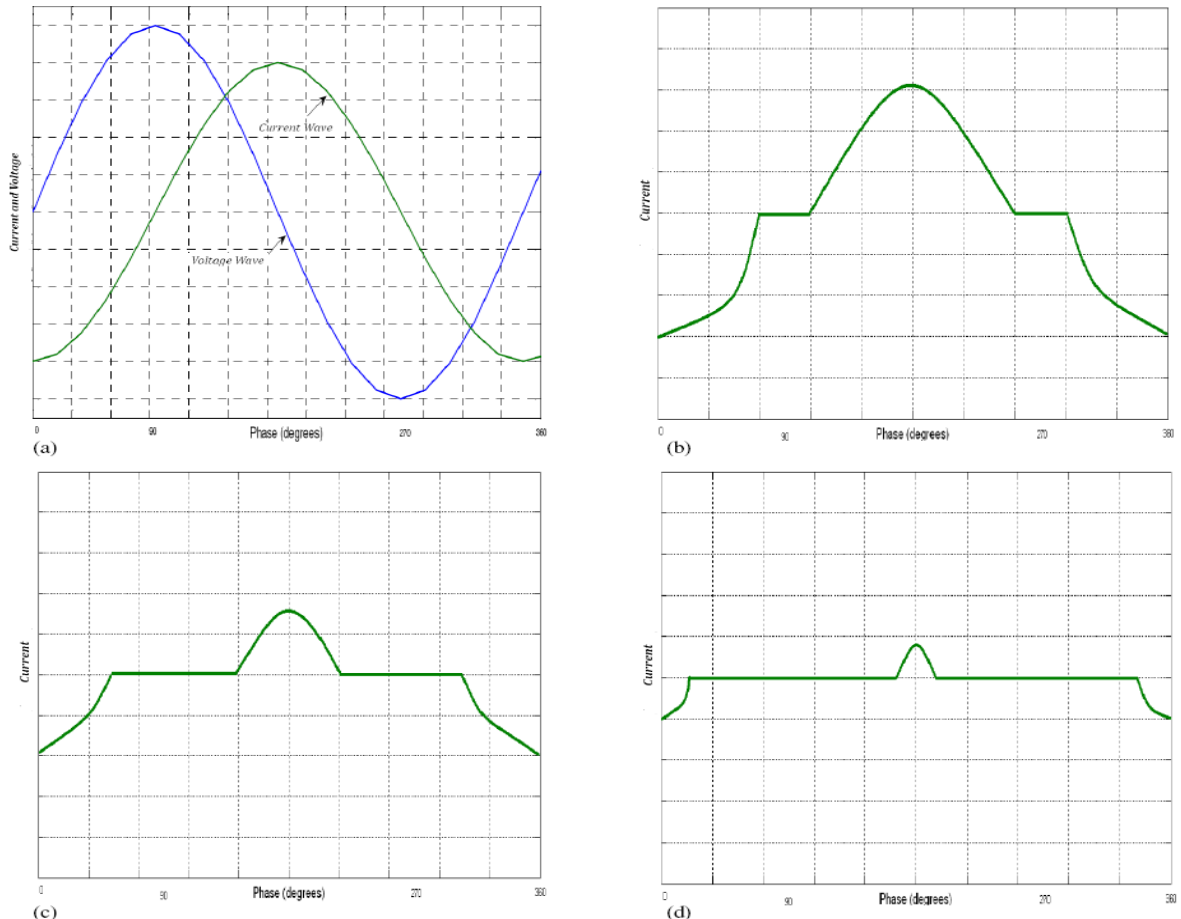 Current and Voltage
Current Wave
Voltage Wave
90
Phase (degrees)
270
360
(a)
Current
0
90
Phase (degrees)
270
360
(b)
Current
0
90
Phase (degrees)
270
360
(c)
Current
0
90
Phase (degrees)
270
360
(d)